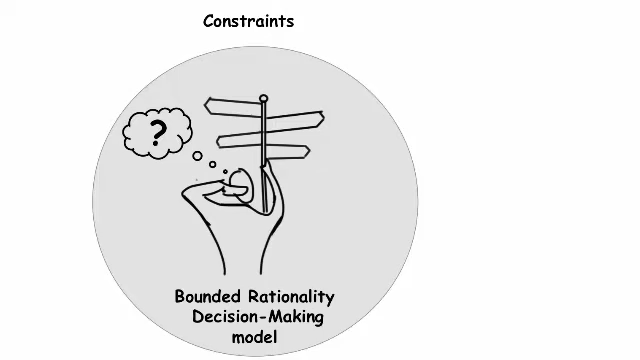 Constraints
?
Bounded Rationality
Decision-Making
model